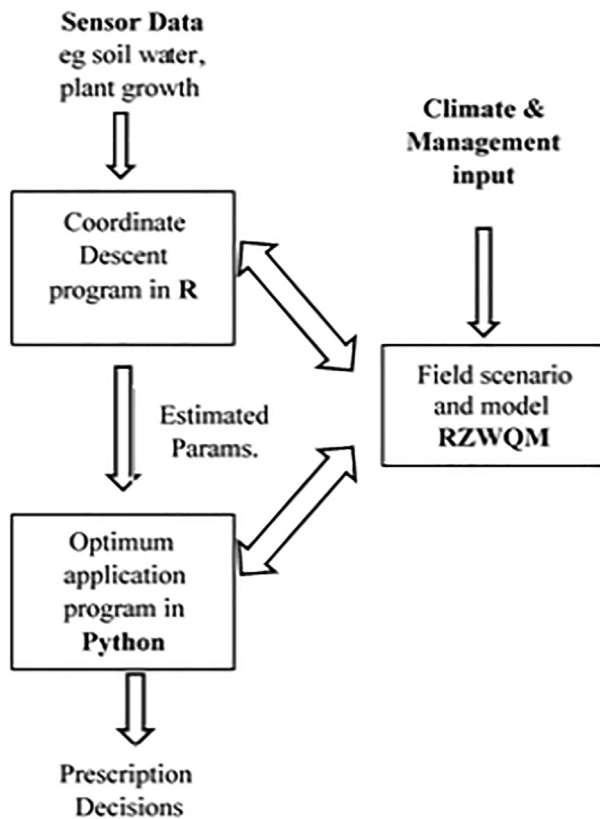 Sensor Data
eg soil water,
plant growth
Climate &
Management
input
Coordinate
Descent
program in R
Field scenario
and model
RZWQM
Estimated
Params.
Optimum
application
program in
Python
Prescription
Decisions